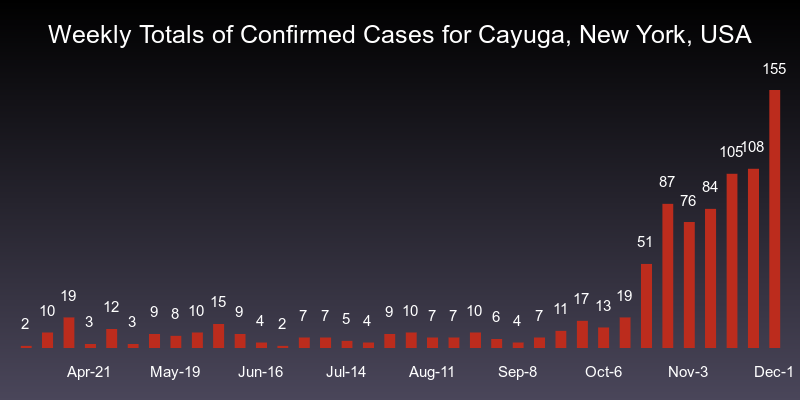 Weekly Totals of Confirmed Cases for Cayuga, New York, USA
2 10 19 3 12 3 9 8 10 15 9 4 2 7 7 5 4 9 10 7 7 10 6 4 7 11 17 13 19 51 87 76 84 105 108 155
Apr-21 May-19 Jun-16 Jul-14 Aug-11 Sep-8 Oct-6 Nov-3 Dec-1